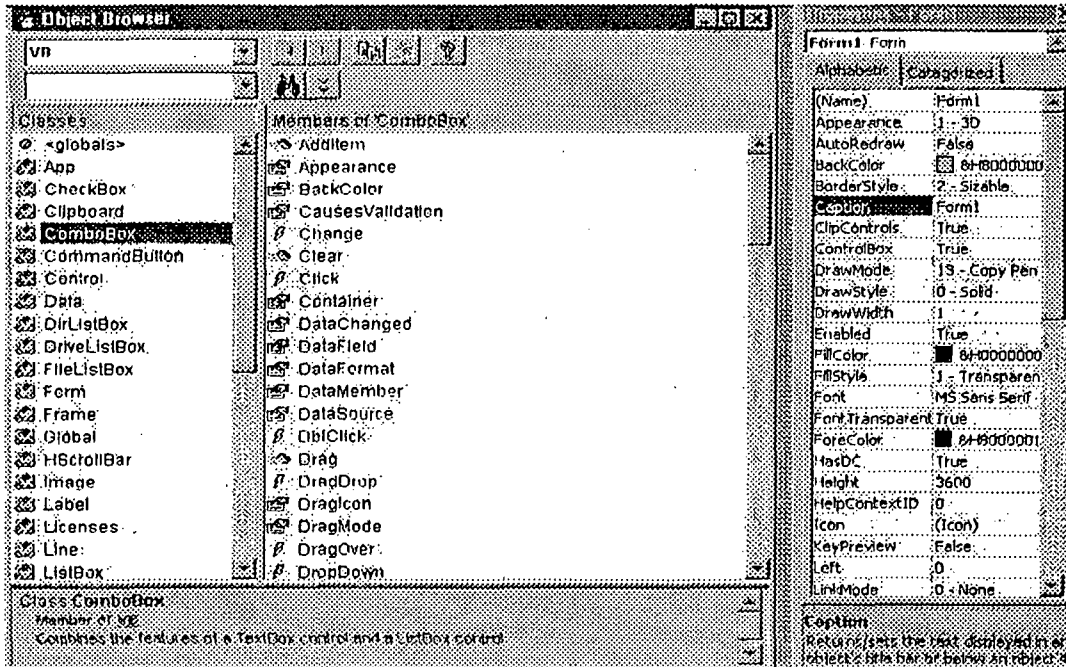 Object Browser
VB
Classes
<globals>
App
CheckBox
Clipboard
ComboBox
CommandButton
Control
Data
DirListBox
DriveListBox
FileListBox
Form
Frame
Global
HScrollBar
Image
Label
Licenses
Line
ListBox
Members of 'ComboBox'
AddItem
Appearance
BackColor
CausesValidation
Change
Clear
Click
Container
DataChanged
DataField
DataFormat
DataMember
DataSource
DblClick
Drag
DragDrop
DragIcon
DragMode
DragOver
DropDown
Class ComboBox
Member of VB
Combines the features of a TextBox control and a ListBox control.
Form1
Form1 Form
Alphabetic Categorized
(Name) Form1
Appearance 1 - 3D
AutoRedraw False
BackColor &H8000000
BorderStyle 2 - Sizable
Caption Form1
ClipControls True
ControlBox True
DrawMode 13 - Copy Pen
DrawStyle 0 - Solid
DrawWidth 1
Enabled True
FillColor &H0000000
FillStyle 1 - Transparen
Font MS Sans Serif
FontTransparent True
ForeColor &H8000001
HasDC True
Height 3600
HelpContextID 0
Icon (Icon)
KeyPreview False
Left 0
LinkMode 0 - None
Caption
Returns/sets the text displayed in an
object's title bar or below an object's